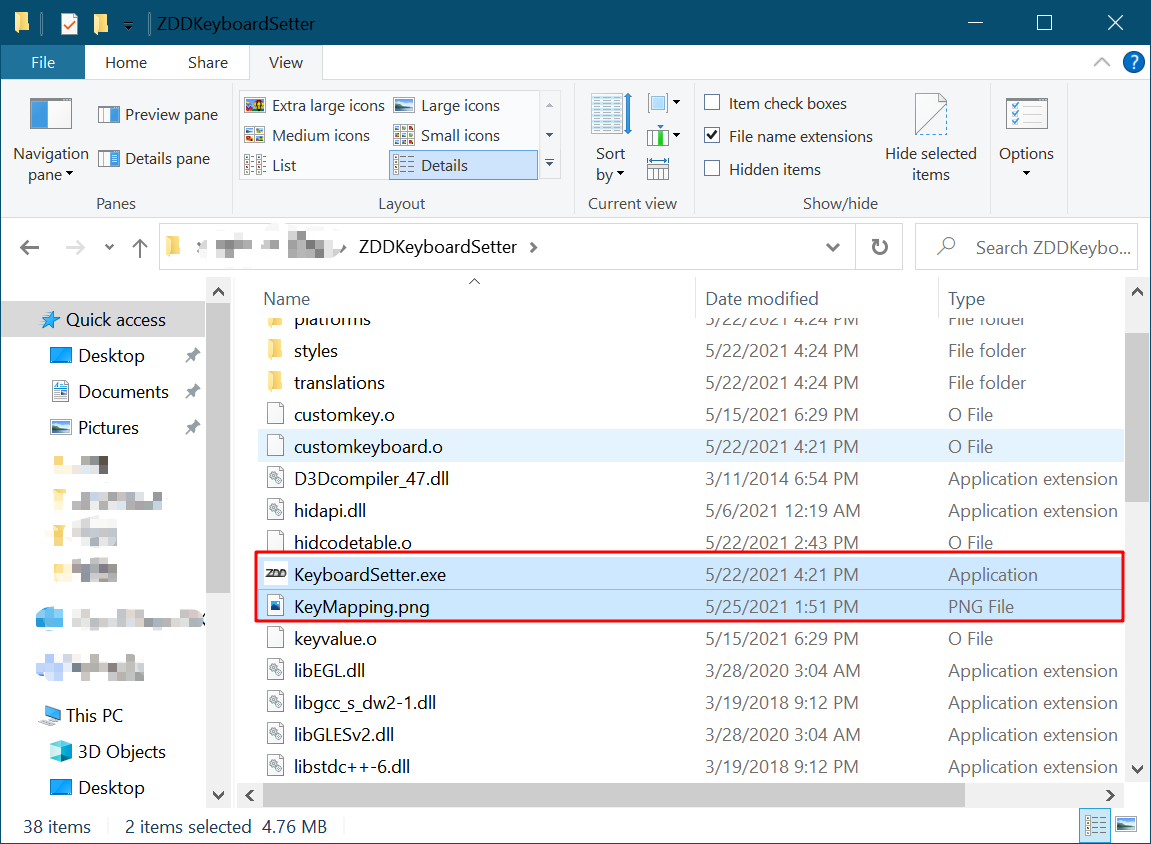 ZDDKeyboardSetter
File Home Share View
Extra large icons Large icons
Item check boxes
Preview pane
Medium icons Small icons
File name extensions
Navigation pane
Details pane
List Details
Sort by
Hidden items
Hide selected items
Options
Panes Layout Current view Show/hide
ZDDKeyboardSetter
Search ZDDKeybo...
Name Date modified Type
Quick access
Desktop
Documents
Pictures
This PC
3D Objects
Desktop
platforms 5/22/2021 4:24 PM File folder
styles 5/22/2021 4:24 PM File folder
translations 5/22/2021 4:24 PM File folder
customkey.o 5/15/2021 6:29 PM O File
customkeyboard.o 5/22/2021 4:21 PM O File
D3Dcompiler_47.dll 3/11/2014 6:54 PM Application extension
hidapi.dll 5/6/2021 12:19 AM Application extension
hidcodetable.o 5/22/2021 2:43 PM O File
ZDD KeyboardSetter.exe 5/22/2021 4:21 PM Application
KeyMapping.png 5/25/2021 1:51 PM PNG File
keyvalue.o 5/15/2021 6:29 PM O File
libEGL.dll 3/28/2020 3:04 AM Application extension
libgcc_s_dw2-1.dll 3/19/2018 9:12 PM Application extension
libGLESv2.dll 3/28/2020 3:04 AM Application extension
libstdc++-6.dll 3/19/2018 9:12 PM Application extension
38 items 2 items selected 4.76 MB